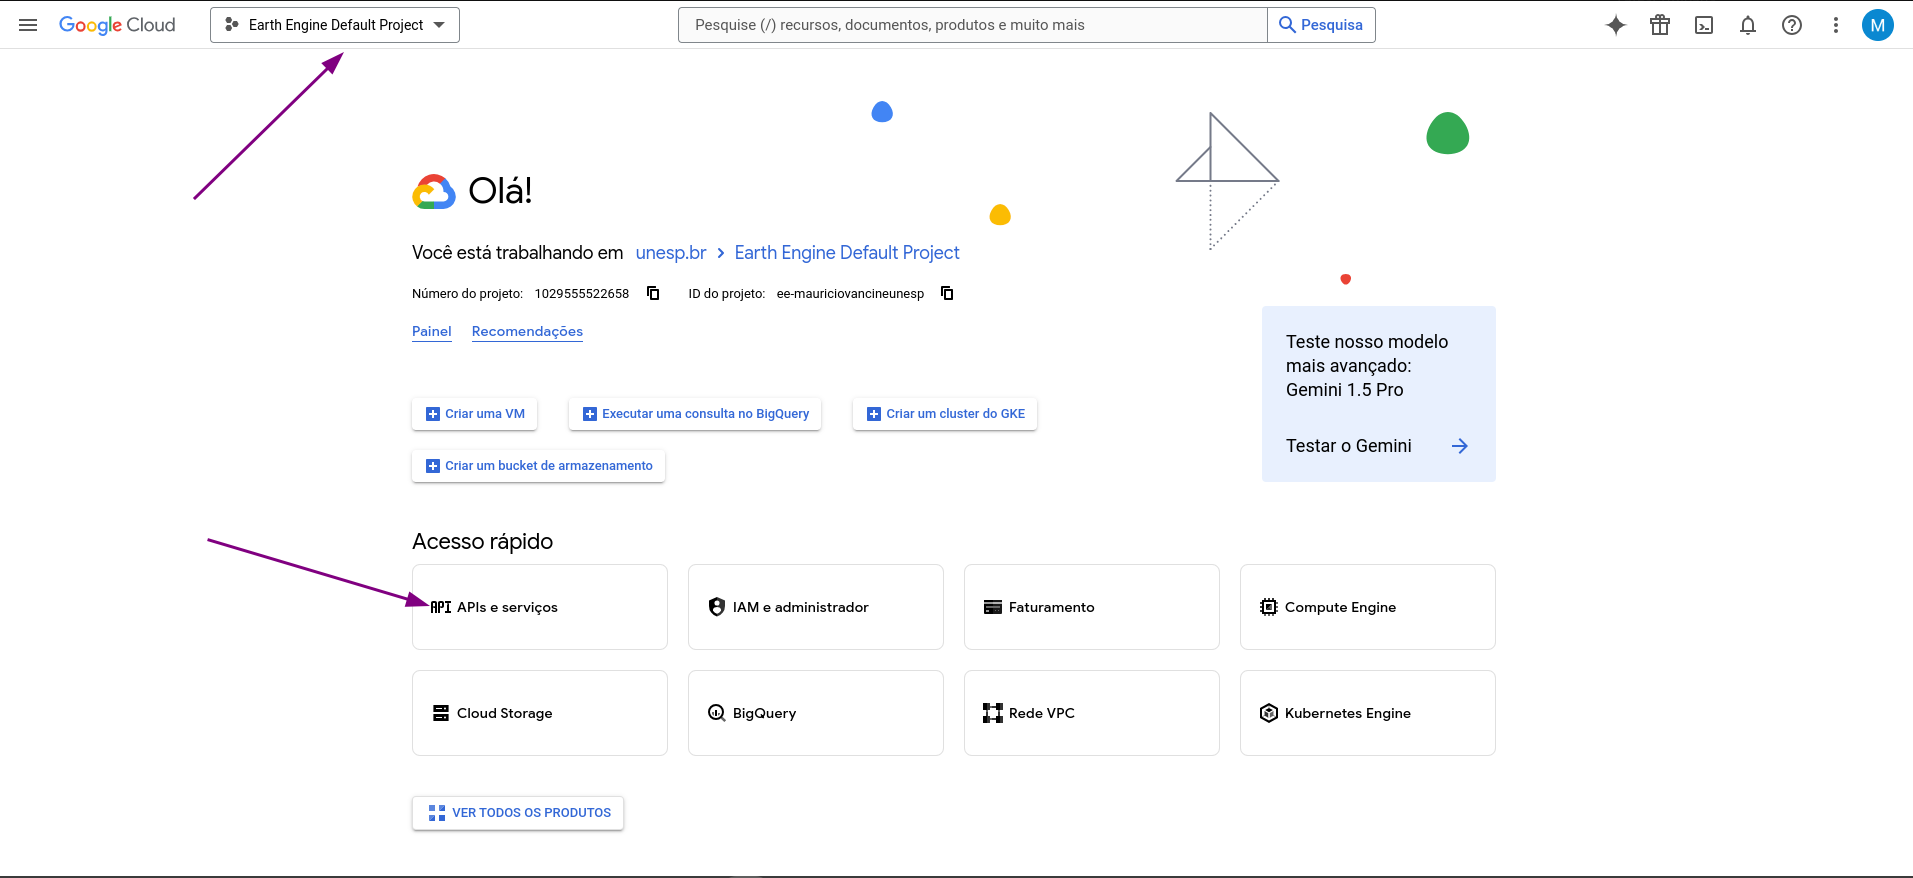 Google Cloud
Earth Engine Default Project
Pesquise (/) recursos, documentos, produtos e muito mais
Pesquisa
M
Olá!
Você está trabalhando em unesp.br > Earth Engine Default Project
Número do projeto: 1029555522658 ID do projeto: ee-mauriciovancineunesp
Painel Recomendações
Teste nosso modelo
mais avançado:
Gemini 1.5 Pro
Testar o Gemini
Criar uma VM Executar uma consulta no BigQuery Criar um cluster do GKE
Criar um bucket de armazenamento
Acesso rápido
API APIs e serviços IAM e administrador Faturamento Compute Engine
Cloud Storage BigQuery Rede VPC Kubernetes Engine
VER TODOS OS PRODUTOS